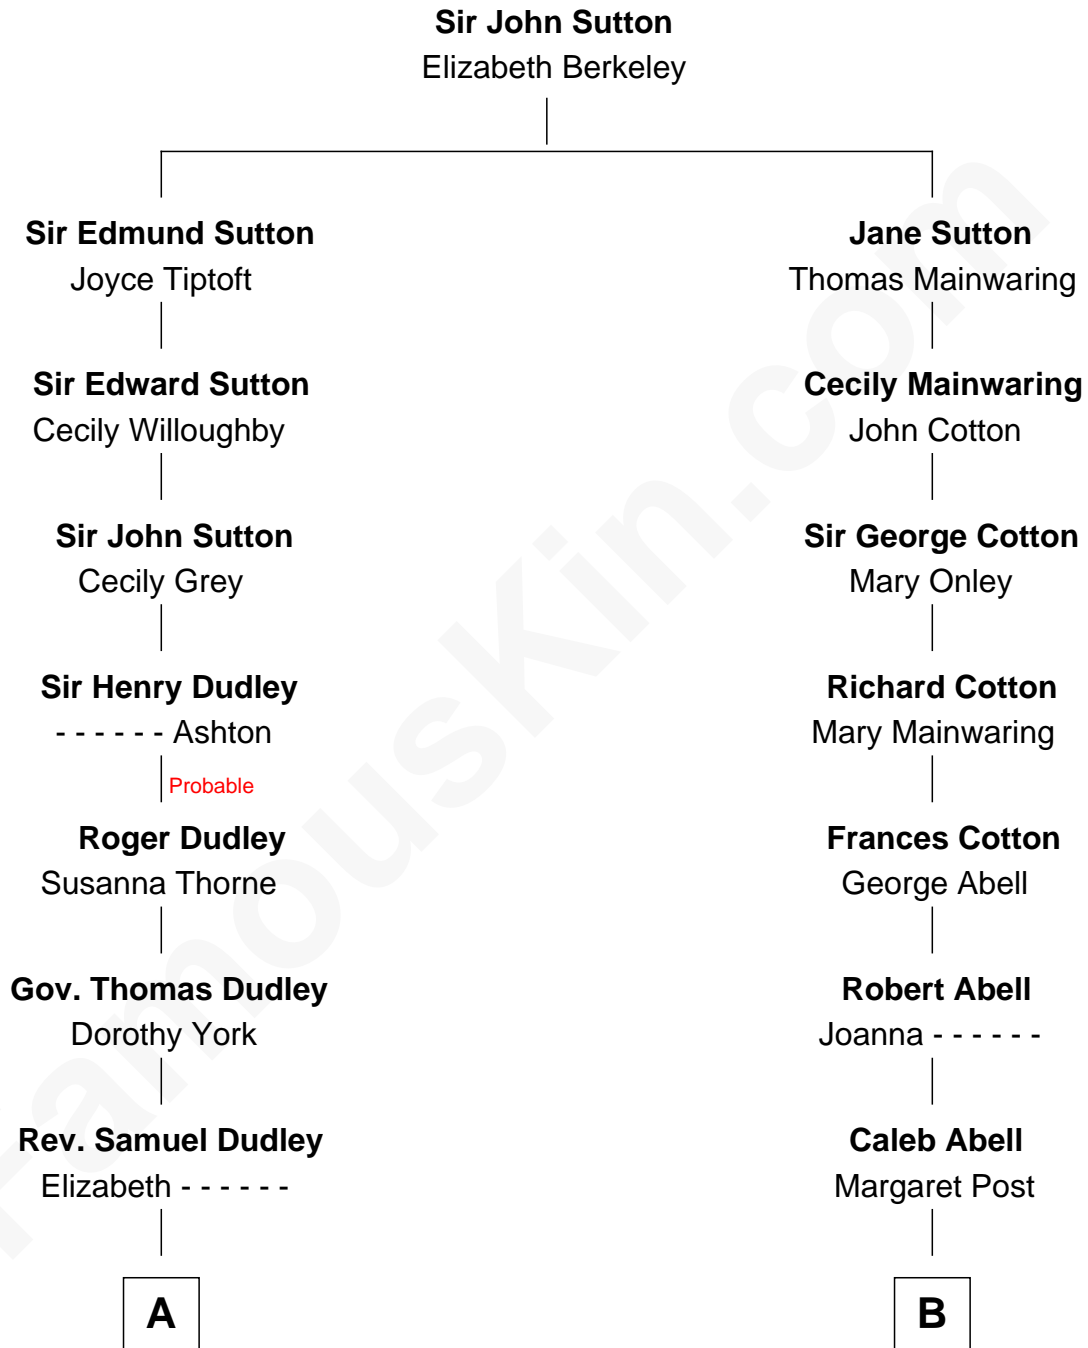 Sir John Sutton
Elizabeth Berkeley
Sir Edmund Sutton
Joyce Tiptoft
Jane Sutton
Thomas Mainwaring
Sir Edward Sutton
Cecily Willoughby
Cecily Mainwaring
John Cotton
Sir John Sutton
Cecily Grey
Sir George Cotton
Mary Onley
Sir Henry Dudley
- - - - - - Ashton
Richard Cotton
Mary Mainwaring
Probable
Roger Dudley
Susanna Thorne
Frances Cotton
George Abell
Gov. Thomas Dudley
Dorothy York
Robert Abell
Joanna - - - - - -
Rev. Samuel Dudley
Elizabeth - - - - - -
Caleb Abell
Margaret Post
A
B
FamousKin.com